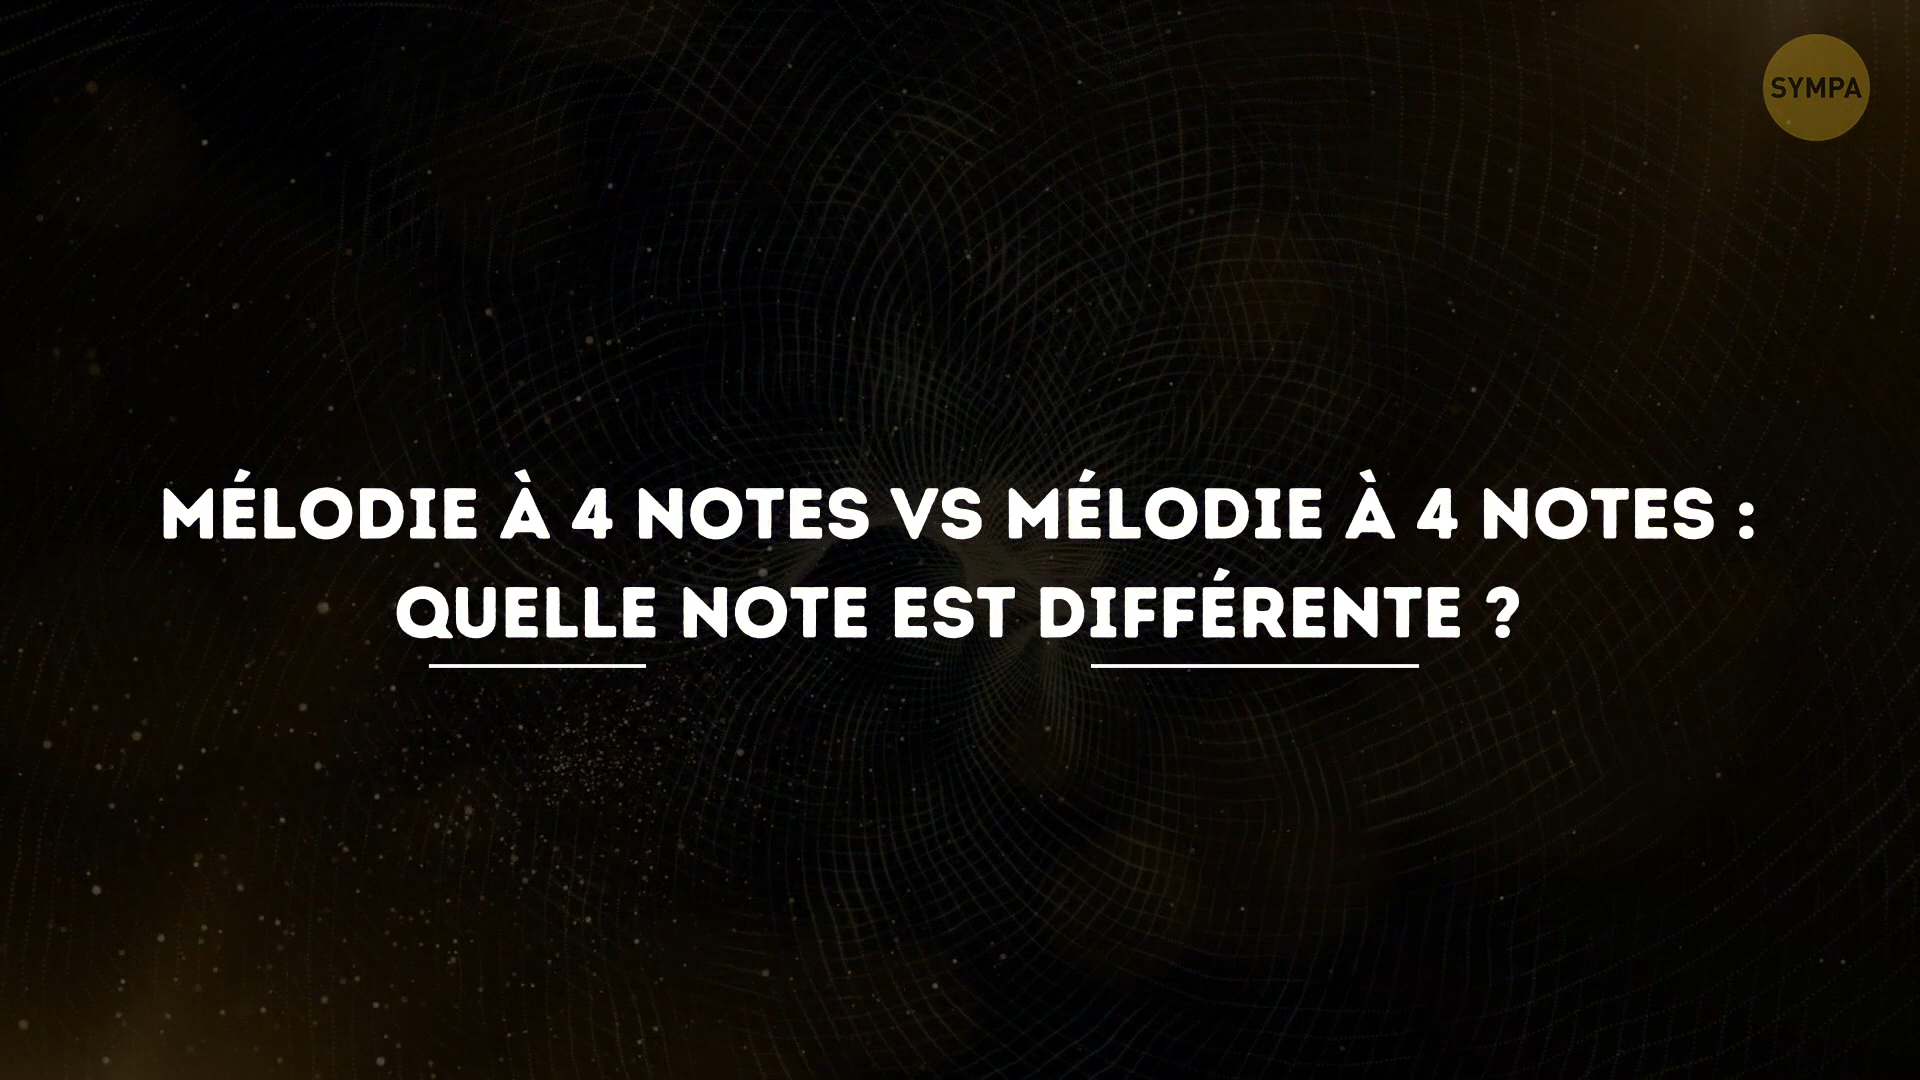 SYMPA
MÉLODIE À 4 NOTES VS MÉLODIE À 4 NOTES :
QUELLE NOTE EST DIFFÉRENTE ?